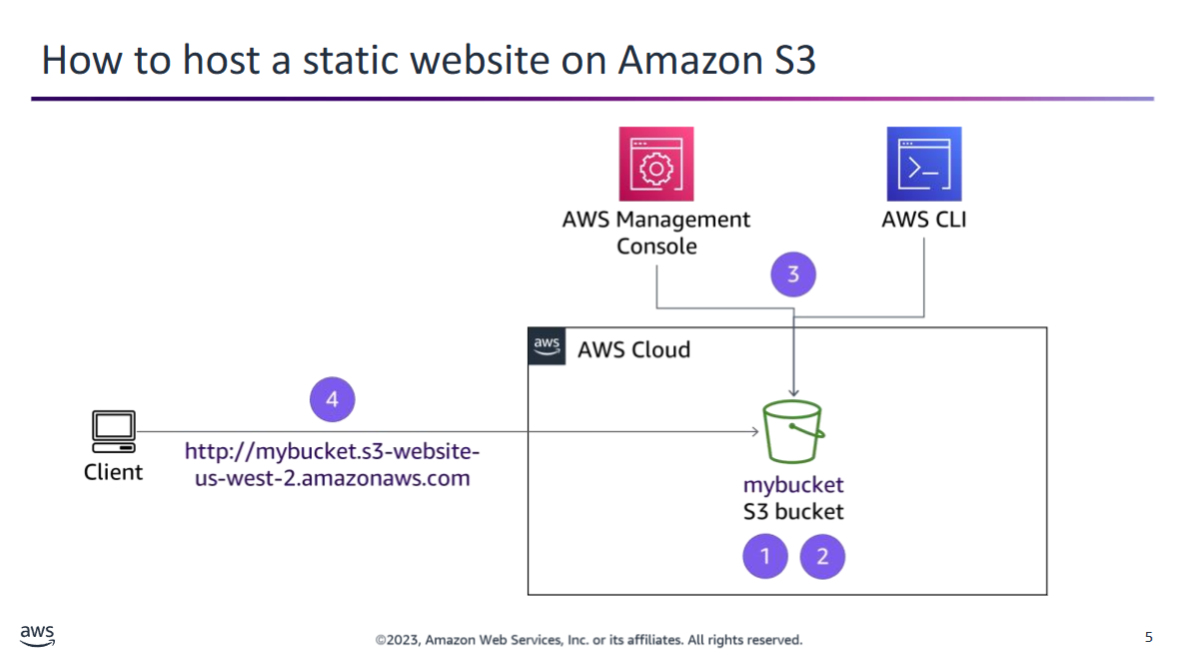 How to host a static website on Amazon S3
AWS Management
Console
AWS CLI
3
aws
AWS Cloud
4
http://mybucket.s3-website-
us-west-2.amazonaws.com
Client
mybucket
S3 bucket
1 2
aws
©2023, Amazon Web Services, Inc. or its affiliates. All rights reserved.
5